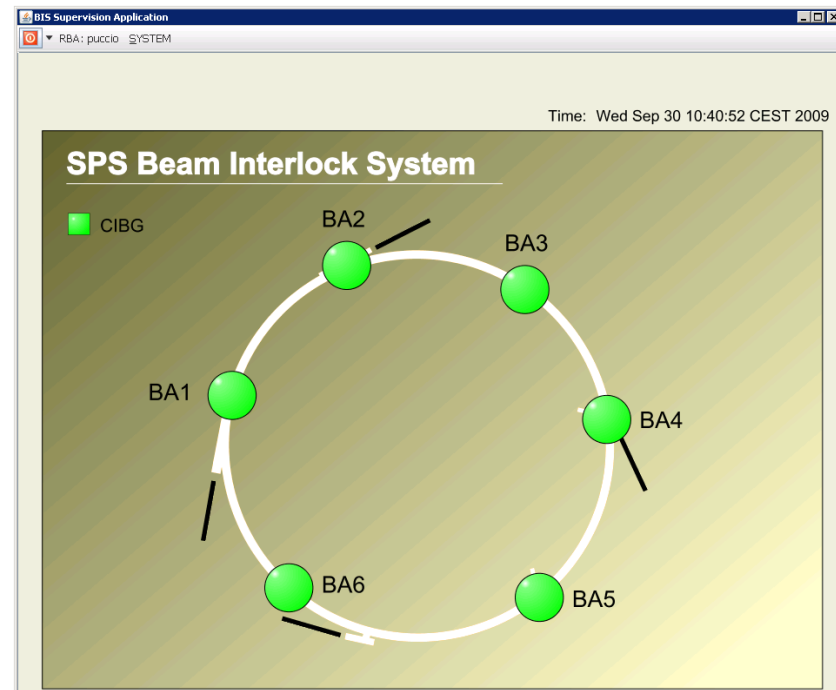 BIS Supervision Application
RBA: puccio SYSTEM
Time: Wed Sep 30 10:40:52 CEST 2009
SPS Beam Interlock System
CIBG
BA2
BA3
BA1
BA4
BA6
BA5